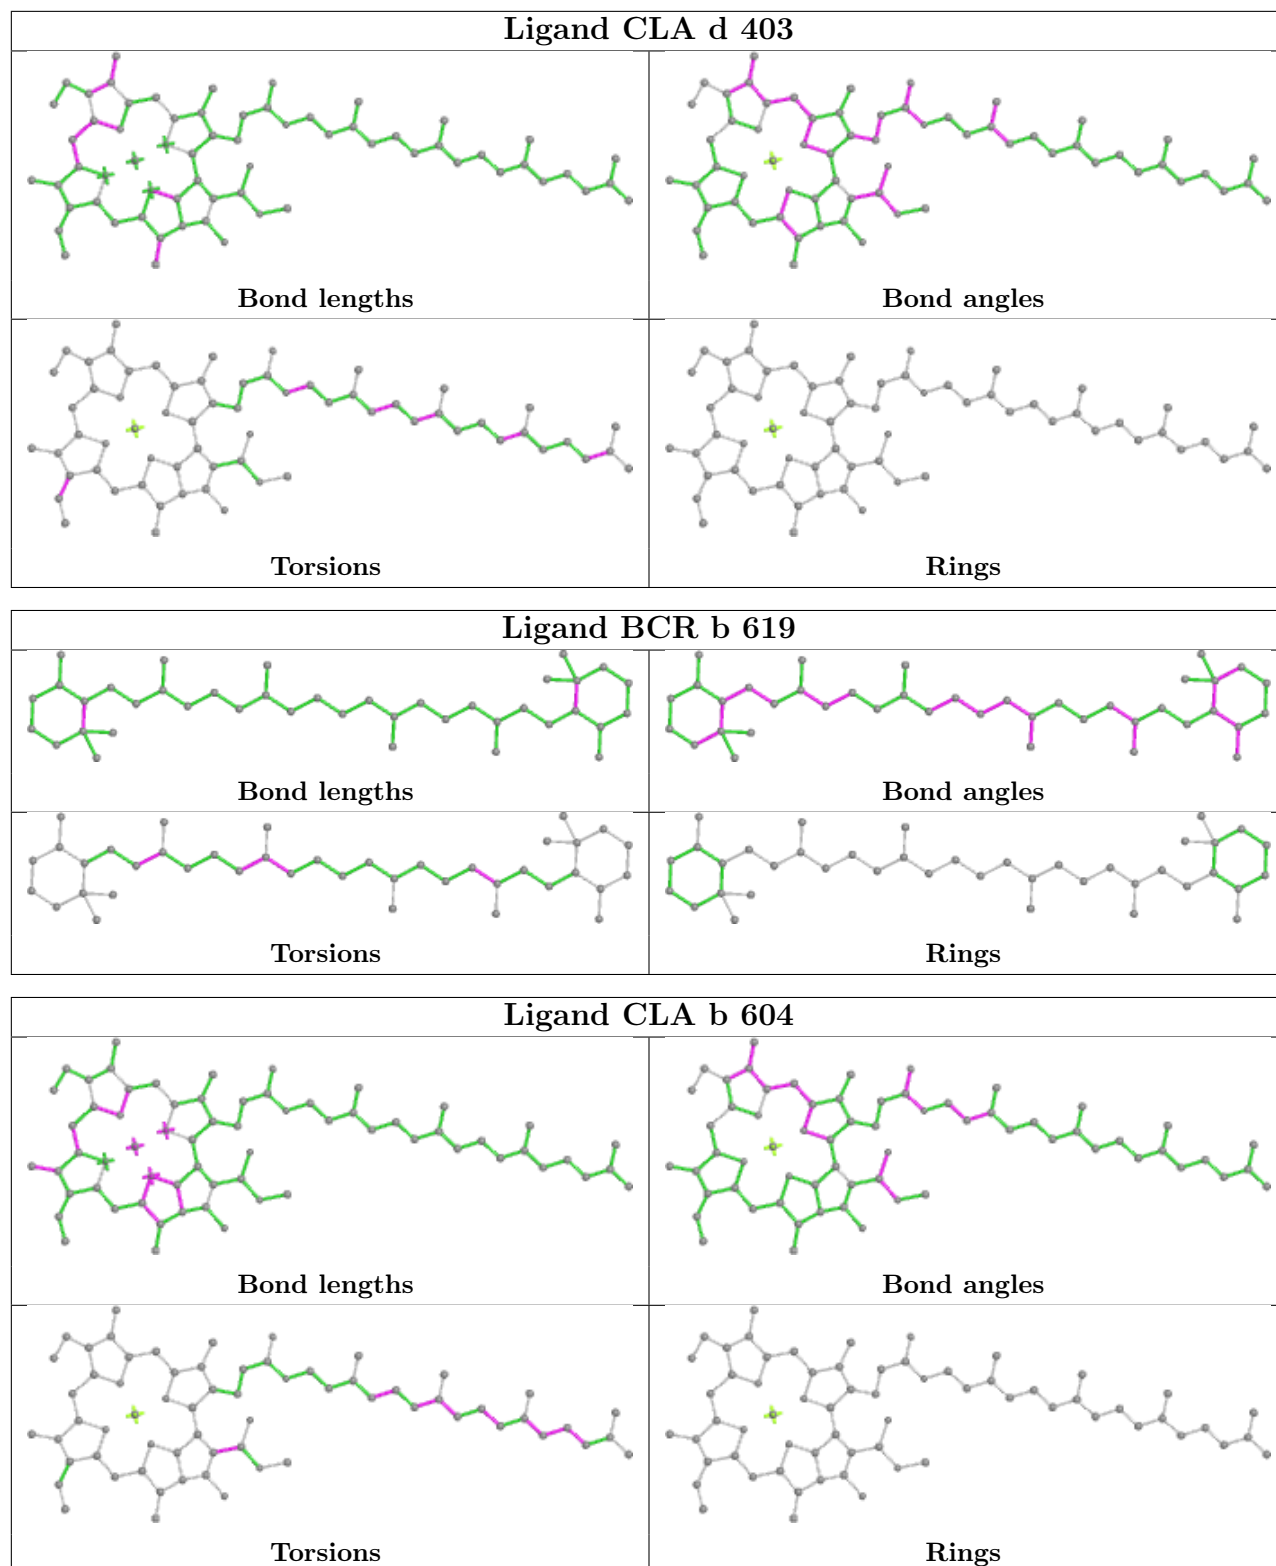 Ligand CLA d 403
Bond lengths
Bond angles
Torsions
Rings
Ligand BCR b 619
Bond lengths
Bond angles
Torsions
Rings
Ligand CLA b 604
Bond lengths
Bond angles
Torsions
Rings